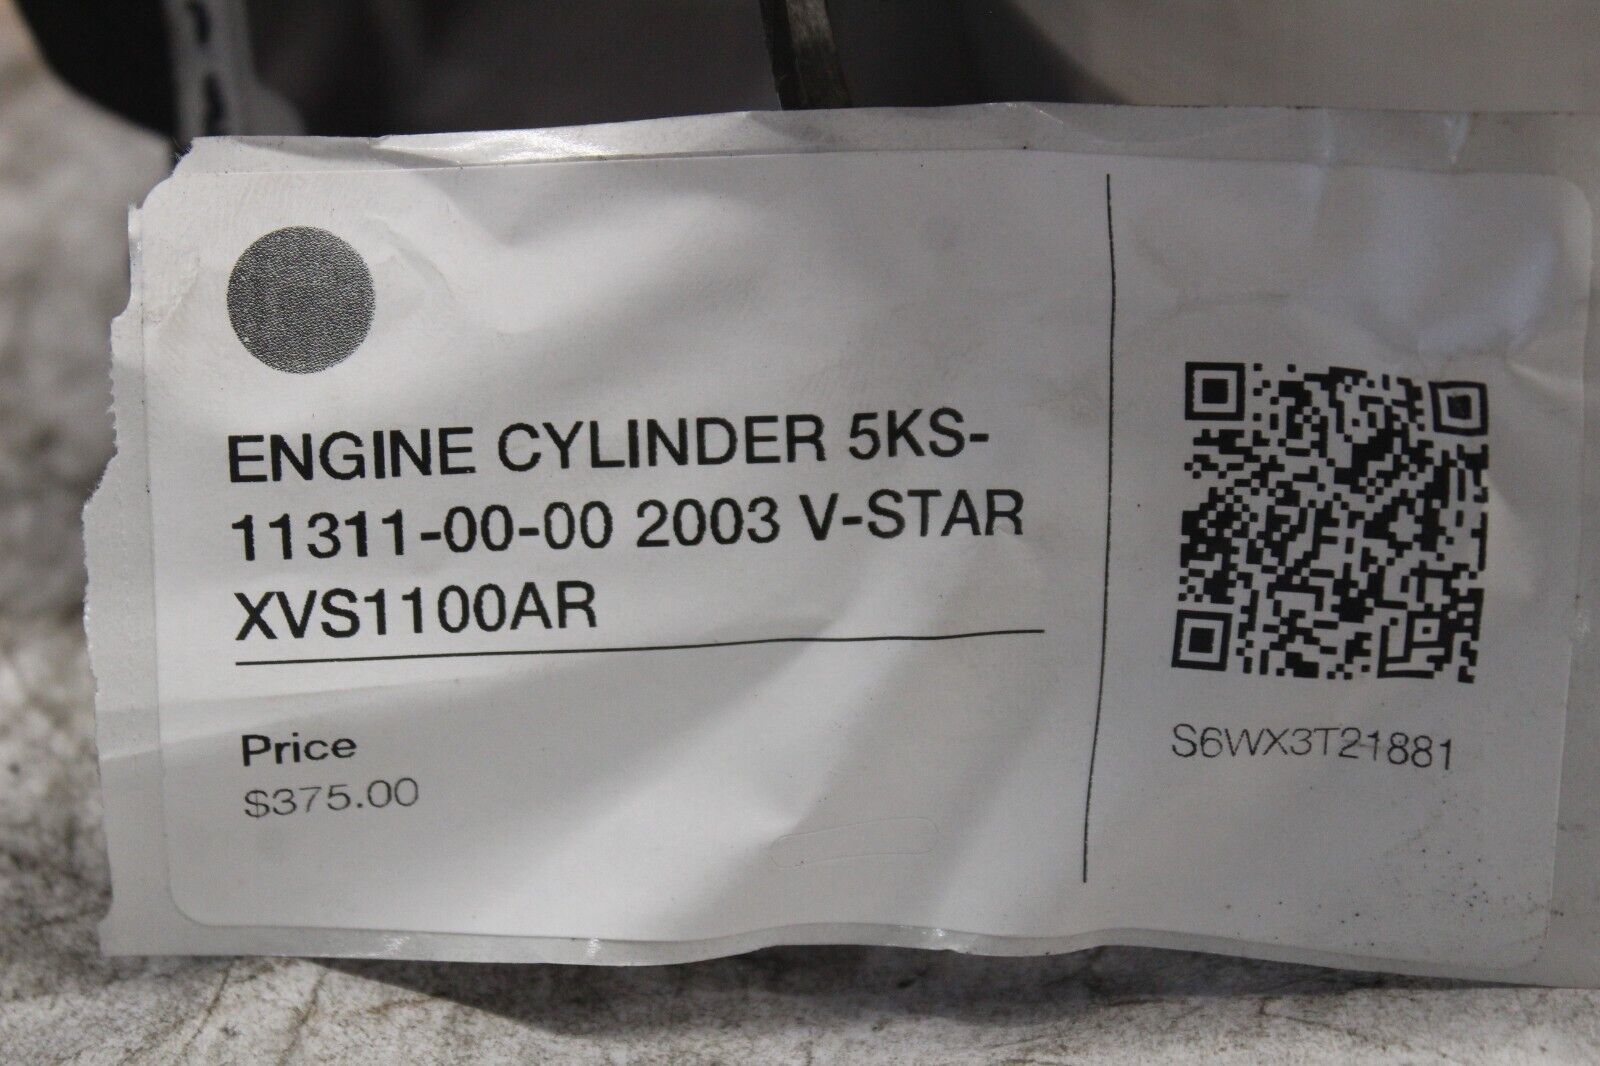 ENGINE CYLINDER 5KS-
11311-00-00 2003 V-STAR
XVS1100AR
Price
$375.00
S6WX3T21881